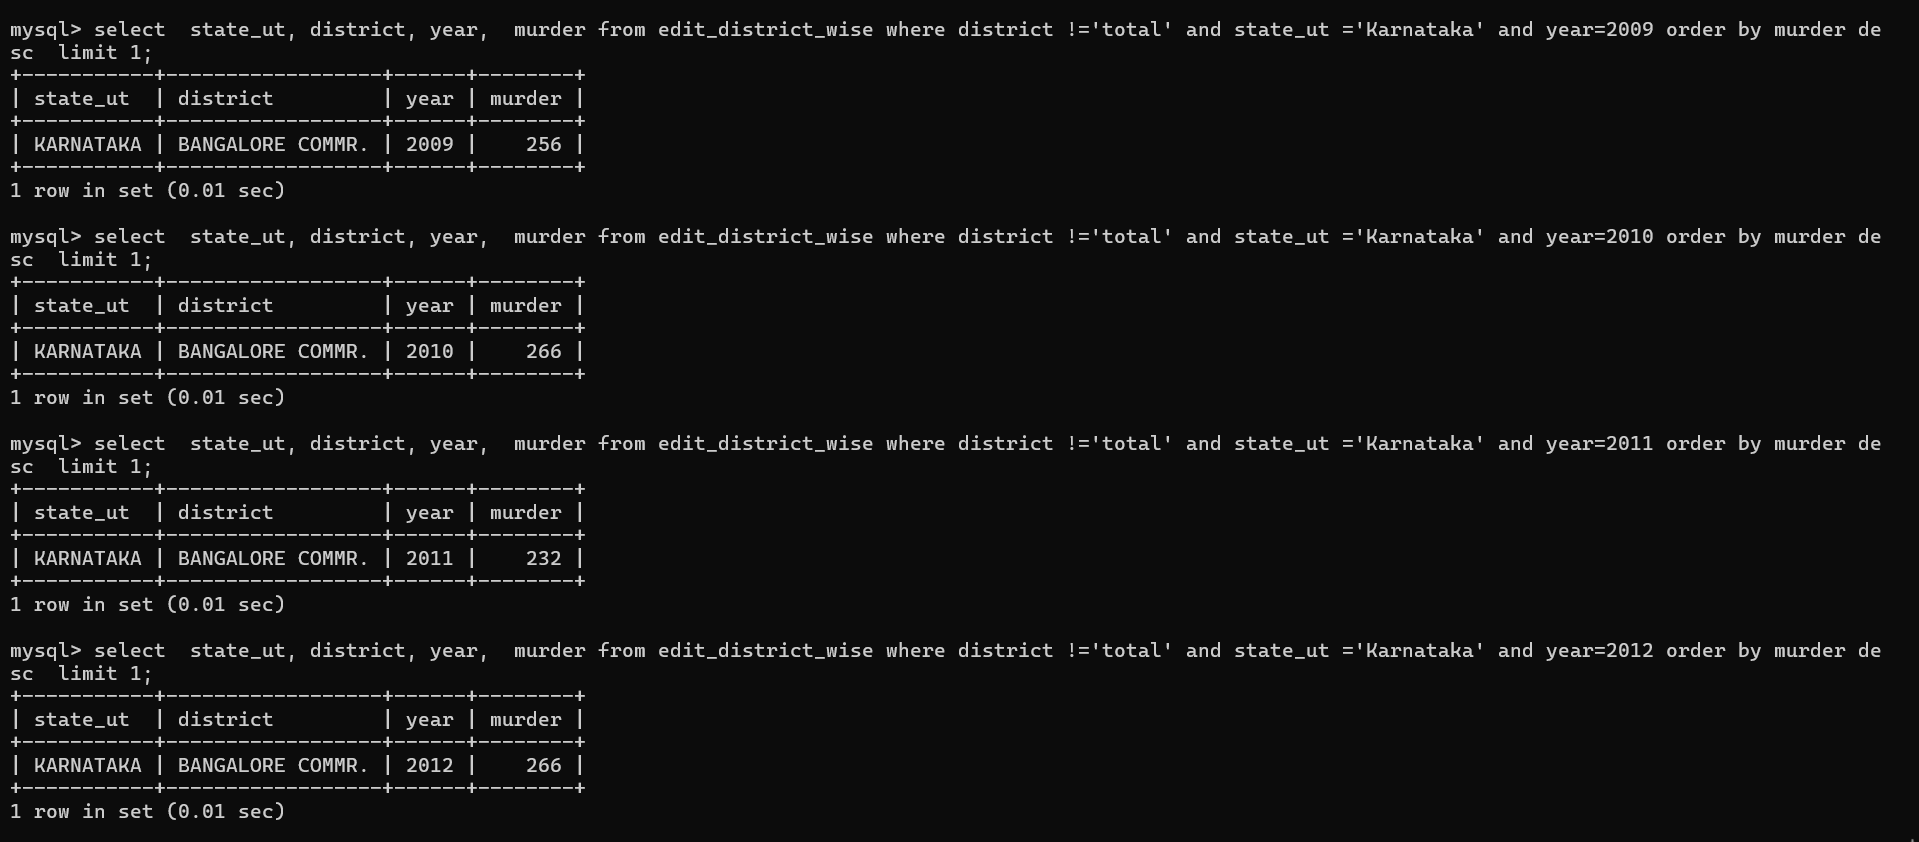 mysql> select  state_ut, district, year,  murder from edit_district_wise where district !='total' and state_ut ='Karnataka' and year=2009 order by murder de
sc  limit 1;
+-----------+-----------------+------+--------+
| state_ut  | district        | year | murder |
+-----------+-----------------+------+--------+
| KARNATAKA | BANGALORE COMMR. | 2009 |    256 |
+-----------+-----------------+------+--------+
1 row in set (0.01 sec)

mysql> select  state_ut, district, year,  murder from edit_district_wise where district !='total' and state_ut ='Karnataka' and year=2010 order by murder de
sc  limit 1;
+-----------+-----------------+------+--------+
| state_ut  | district        | year | murder |
+-----------+-----------------+------+--------+
| KARNATAKA | BANGALORE COMMR. | 2010 |    266 |
+-----------+-----------------+------+--------+
1 row in set (0.01 sec)

mysql> select  state_ut, district, year,  murder from edit_district_wise where district !='total' and state_ut ='Karnataka' and year=2011 order by murder de
sc  limit 1;
+-----------+-----------------+------+--------+
| state_ut  | district        | year | murder |
+-----------+-----------------+------+--------+
| KARNATAKA | BANGALORE COMMR. | 2011 |    232 |
+-----------+-----------------+------+--------+
1 row in set (0.01 sec)

mysql> select  state_ut, district, year,  murder from edit_district_wise where district !='total' and state_ut ='Karnataka' and year=2012 order by murder de
sc  limit 1;
+-----------+-----------------+------+--------+
| state_ut  | district        | year | murder |
+-----------+-----------------+------+--------+
| KARNATAKA | BANGALORE COMMR. | 2012 |    266 |
+-----------+-----------------+------+--------+
1 row in set (0.01 sec)